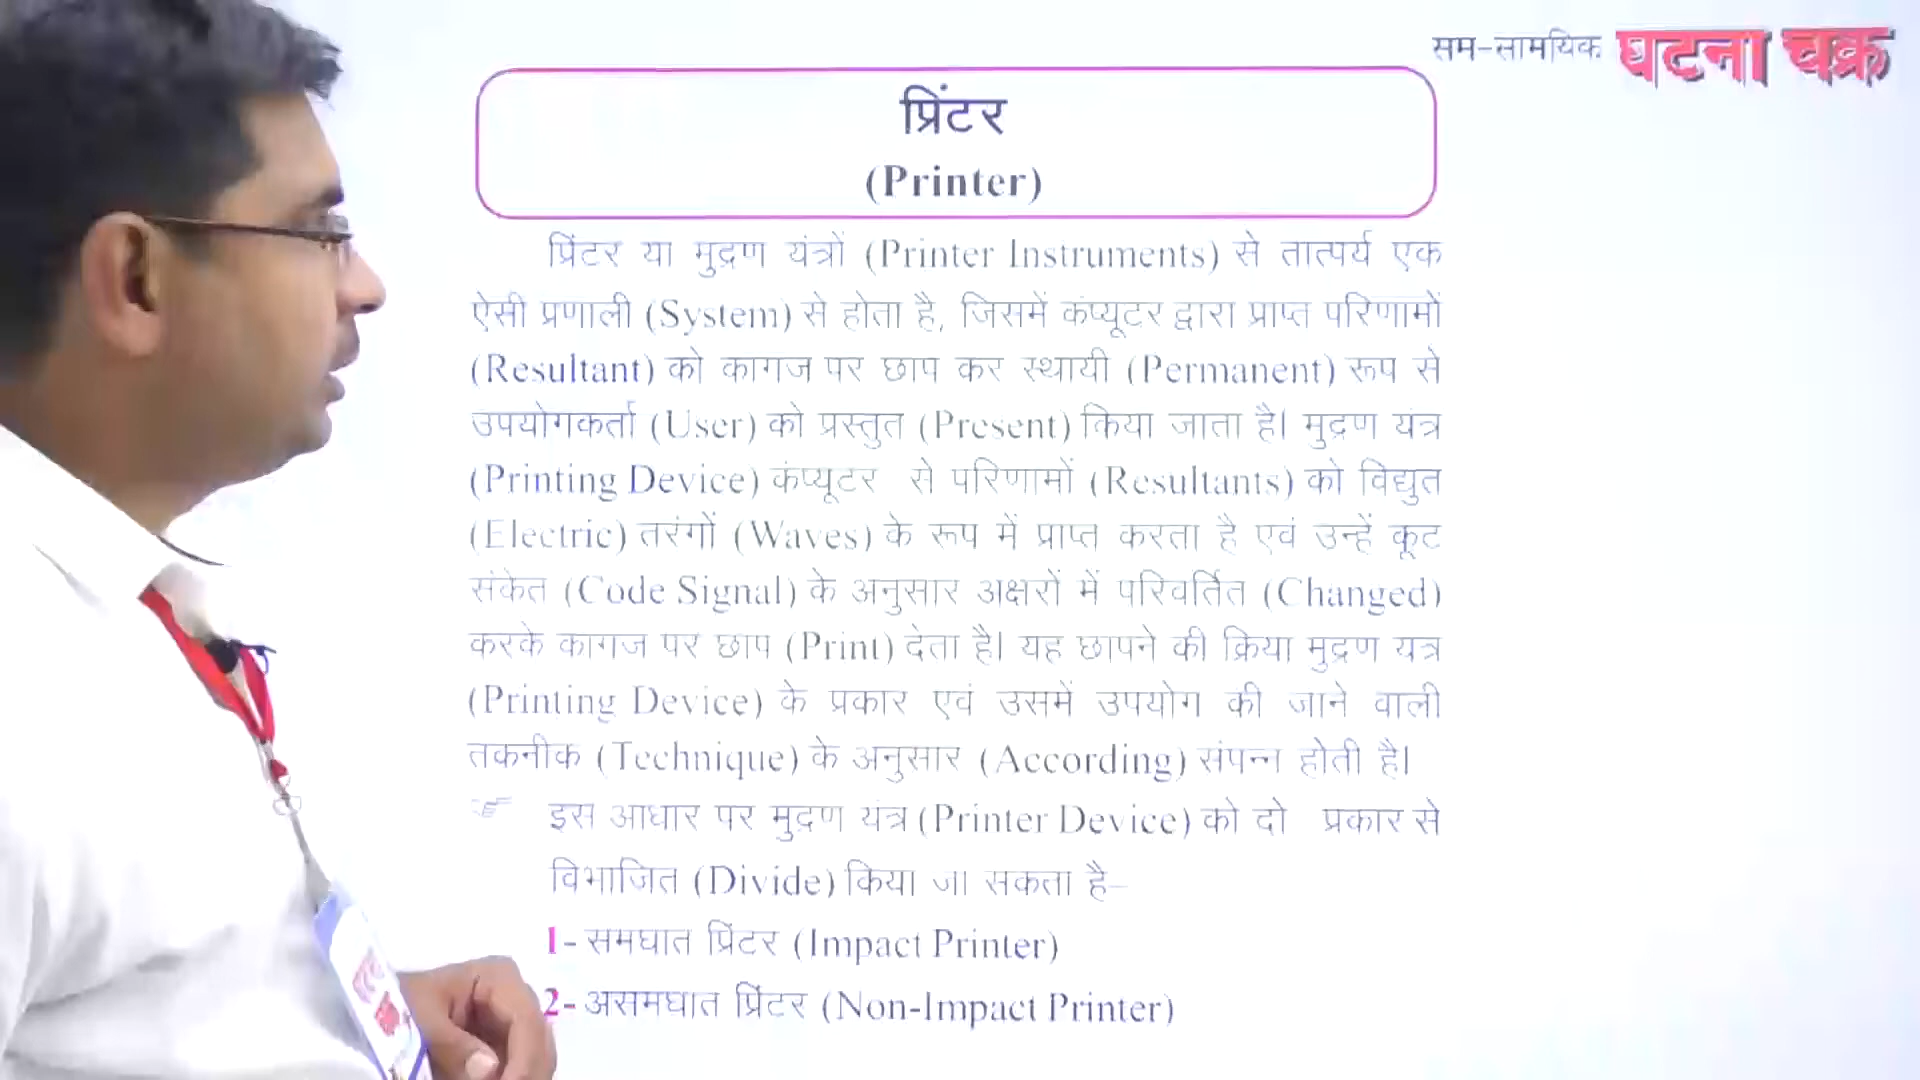 सम-सामयिक घटना चक्र
प्रिंटर
(Printer)
प्रिंटर या मुद्रण यंत्रों (Printer Instruments) से तात्पर्य एक
ऐसी प्रणाली (System) से होता है, जिसमें कंप्यूटर द्वारा प्राप्त परिणामों
(Resultant) को कागज पर छाप कर स्थायी (Permanent) रूप से
उपयोगकर्ता (User) को प्रस्तुत (Present) किया जाता है। मुद्रण यंत्र
(Printing Device) कंप्यूटर से परिणामों (Resultants) को विद्युत
(Electric) तरंगों (Waves) के रूप में प्राप्त करता है एवं उन्हें कूट
संकेत (Code Signal) के अनुसार अक्षरों में परिवर्तित (Changed)
करके कागज पर छाप (Print) देता है। यह छापने की क्रिया मुद्रण यंत्र
(Printing Device) के प्रकार एवं उसमें उपयोग की जाने वाली
तकनीक (Technique) के अनुसार (According) संपन्न होती है।
☞ इस आधार पर मुद्रण यंत्र (Printer Device) को दो प्रकार से
विभाजित (Divide) किया जा सकता है–
1- समघात प्रिंटर (Impact Printer)
2- असमघात प्रिंटर (Non-Impact Printer)